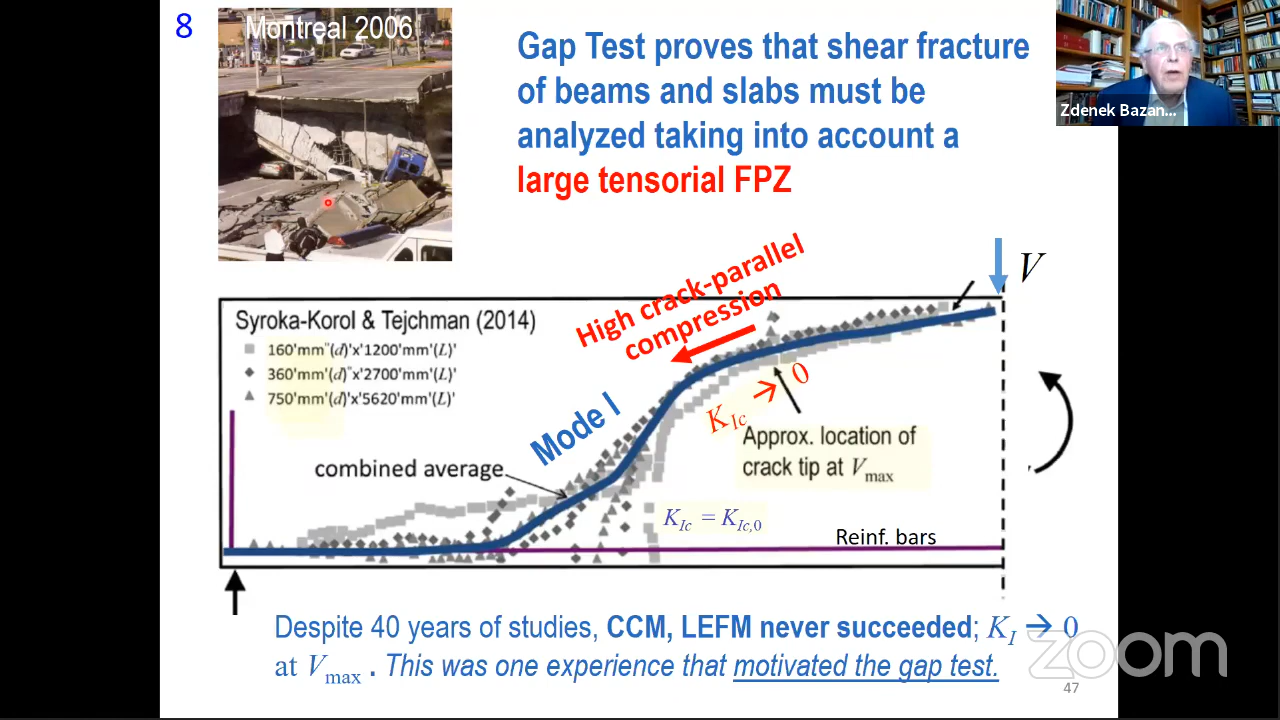 8
Montreal 2006
Gap Test proves that shear fracture
of beams and slabs must be
analyzed taking into account a
large tensorial FPZ
Zdenek Bazan...
V
High crack-parallel
compression
Syroka-Korol & Tejchman (2014)
160'mm"(d)'x'1200'mm'(L)'
360'mm'(d)"x'2700'mm'(L)'
750'mm'(d)'x'5620'mm'(L)'
Mode I
K_Ic → 0
Approx. location of
crack tip at V_max
combined average
K_Ic = K_Ic,0
Reinf. bars
Despite 40 years of studies, CCM, LEFM never succeeded; K_I → 0
at V_max . This was one experience that motivated the gap test.
zoom
47